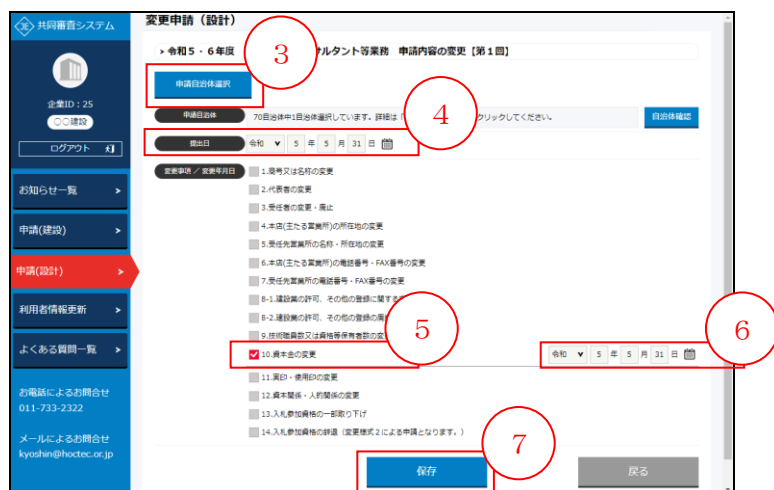 共同審査システム
企業ID：25
〇〇建設
ログアウト
お知らせ一覧 >
申請(建設) >
申請(設計) >
利用者情報更新 >
よくある質問一覧 >
お電話によるお問合せ
011-733-2322
メールによるお問合せ
kyoshin@hoctec.or.jp
変更申請（設計）
> 令和５・６年度 サルタント等業務 申請内容の変更【第１回】
3
申請自治体選択
4
申請自治体 70自治体中1自治体選択しています。詳細は「 クリックしてください。 自治体確認
提出日 令和 5 年 5 月 31 日
変更事項 / 変更年月日 1.商号又は名称の変更
2.代表者の変更
3.受任者の変更・廃止
4.本店(主たる営業所)の所在地の変更
5.受任先営業所の名称・所在地の変更
6.本店(主たる営業所)の電話番号・FAX番号の変更
7.受任先営業所の電話番号・FAX番号の変更
8-1.建設業の許可、その他の登録に関する
8-2.建設業の許可、その他の登録の
5
6
9.技術職員数又は資格等保有者数の変
10.資本金の変更 令和 5 年 5 月 31 日
11.実印・使用印の変更
12.資本関係・人的関係の変更
13.入札参加資格の一部取り下げ
14.入札参加資格の辞退（変更様式２による申請となります。）
7
保存 戻る